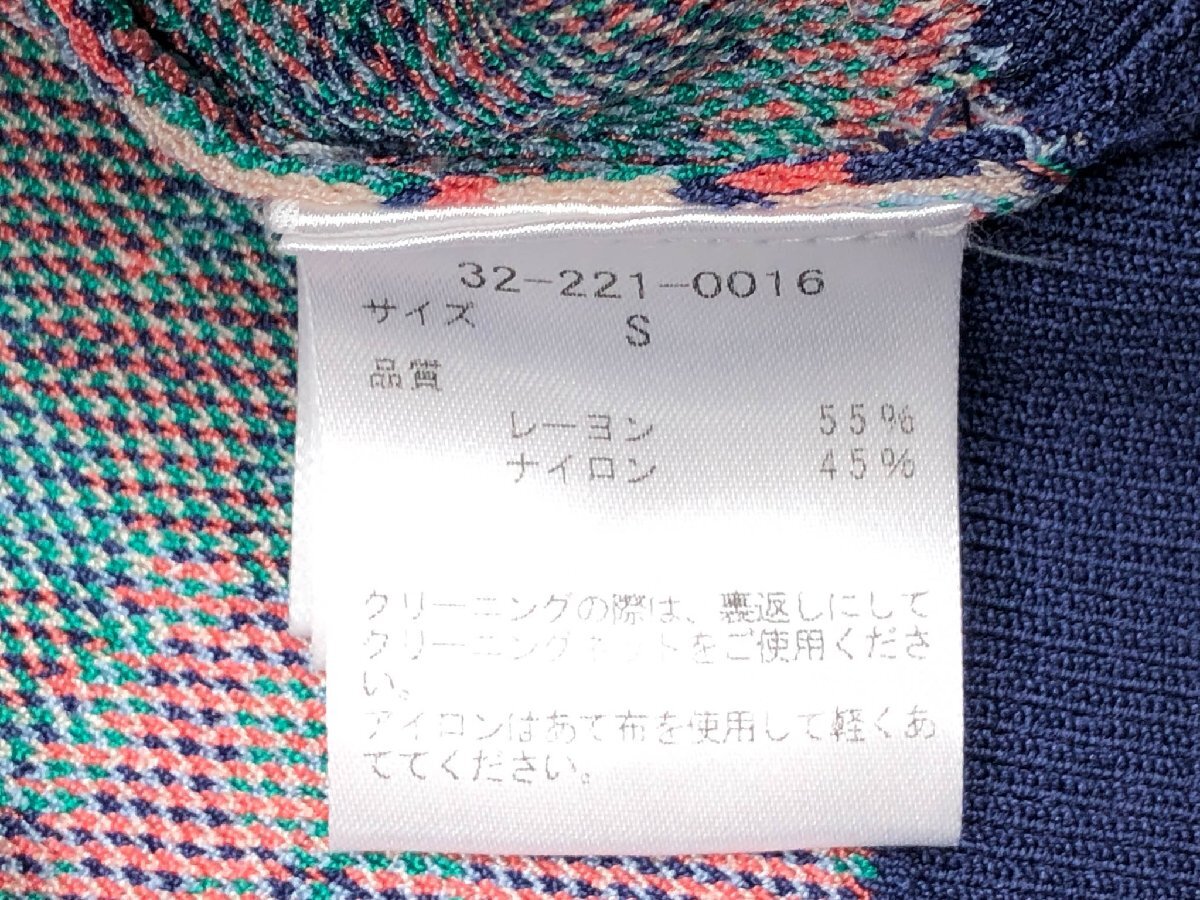 32-221-0016
サイズ S
品質
レーヨン 55%
ナイロン 45%
クリーニングの際は、裏返しにして
クリーニングネットをご使用くださ
い。
アイロンはあて布を使用して軽くあ
ててください。